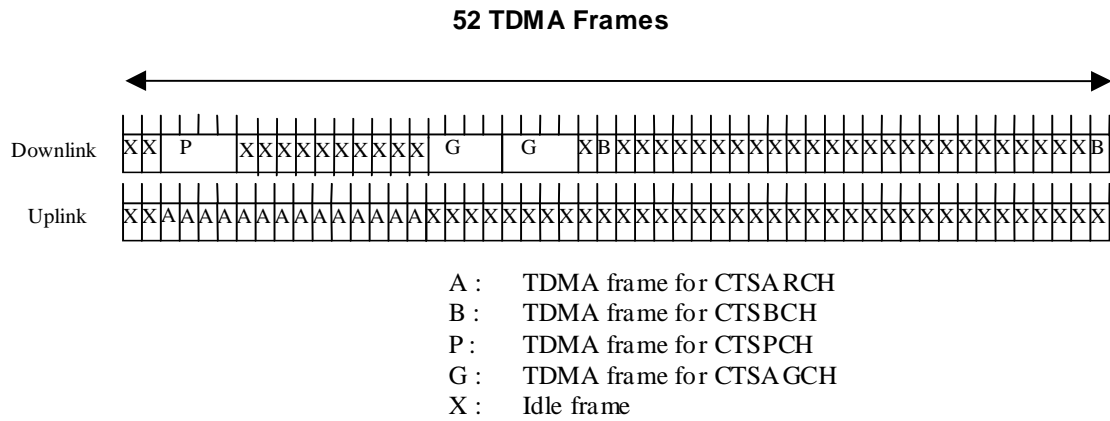 52 TDMA Frames
Downlink X X P X X X X X X X X X X G G X B X X X X X X X X X X X X X X X X X X X X X X X X X B
Uplink X X A A A A A A A A A A A A A A X X X X X X X X X X X X X X X X X X X X X X X X X X X X X X X X X X X X
A : TDMA frame for CTSARCH
B : TDMA frame for CTSBCH
P : TDMA frame for CTSPCH
G : TDMA frame for CTSAGCH
X : Idle frame